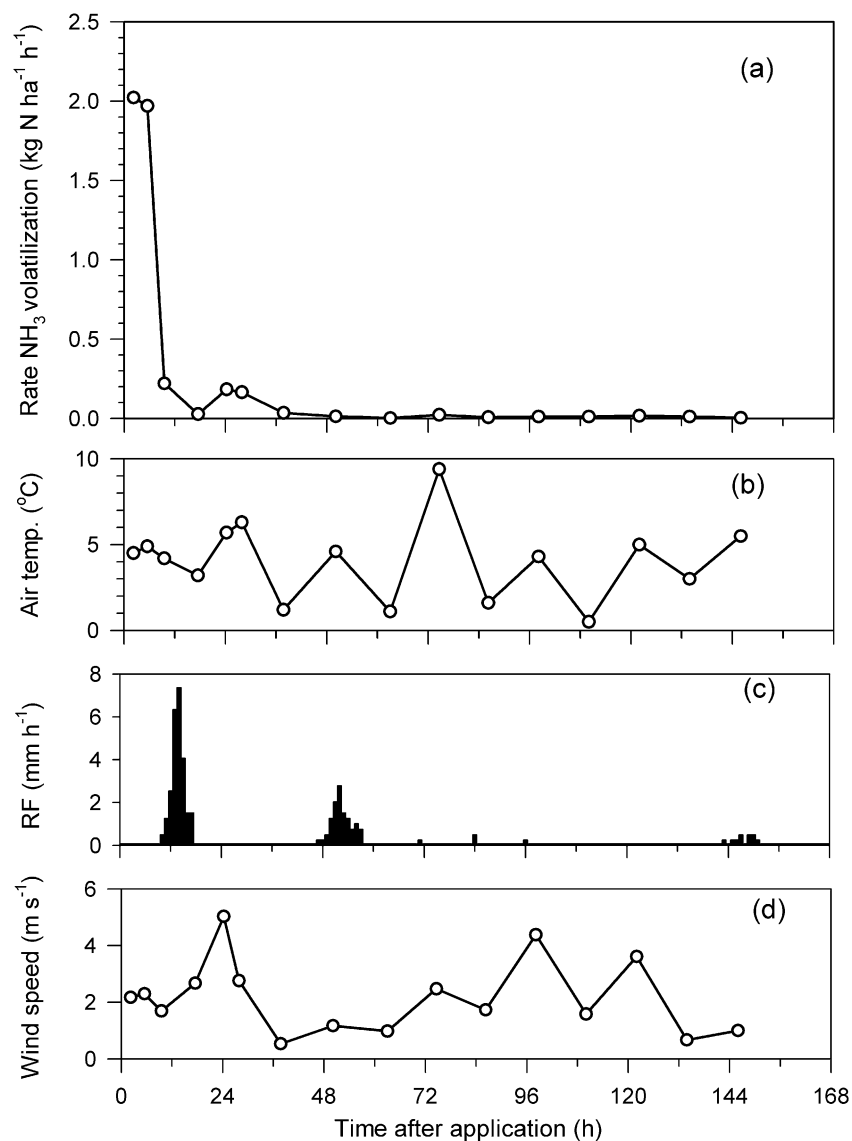 Rate NH₃ volatilization (kg N ha⁻¹ h⁻¹)
2.5
2.0
1.5
1.0
0.5
0.0
(a)
Air temp. (°C)
10
5
0
(b)
RF (mm h⁻¹)
8
6
4
2
0
(c)
Wind speed (m s⁻¹)
6
4
2
0
(d)
0 24 48 72 96 120 144 168
Time after application (h)